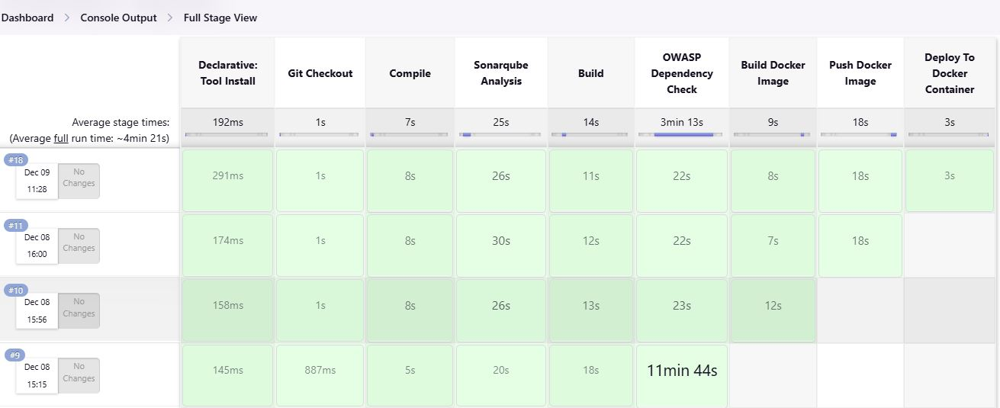 Dashboard > Console Output > Full Stage View
Declarative: Tool Install
Git Checkout
Compile
Sonarqube Analysis
Build
OWASP Dependency Check
Build Docker Image
Push Docker Image
Deploy To Docker Container
Average stage times:
(Average full run time: ~4min 21s)
192ms 1s 7s 25s 14s 3min 13s 9s 18s 3s
#18
Dec 09
11:28
No Changes
291ms 1s 8s 26s 11s 22s 8s 18s 3s
#11
Dec 08
16:00
No Changes
174ms 1s 8s 30s 12s 22s 7s 18s
#10
Dec 08
15:56
No Changes
158ms 1s 8s 26s 13s 23s 12s
#9
Dec 08
15:15
No Changes
145ms 887ms 5s 20s 18s 11min 44s